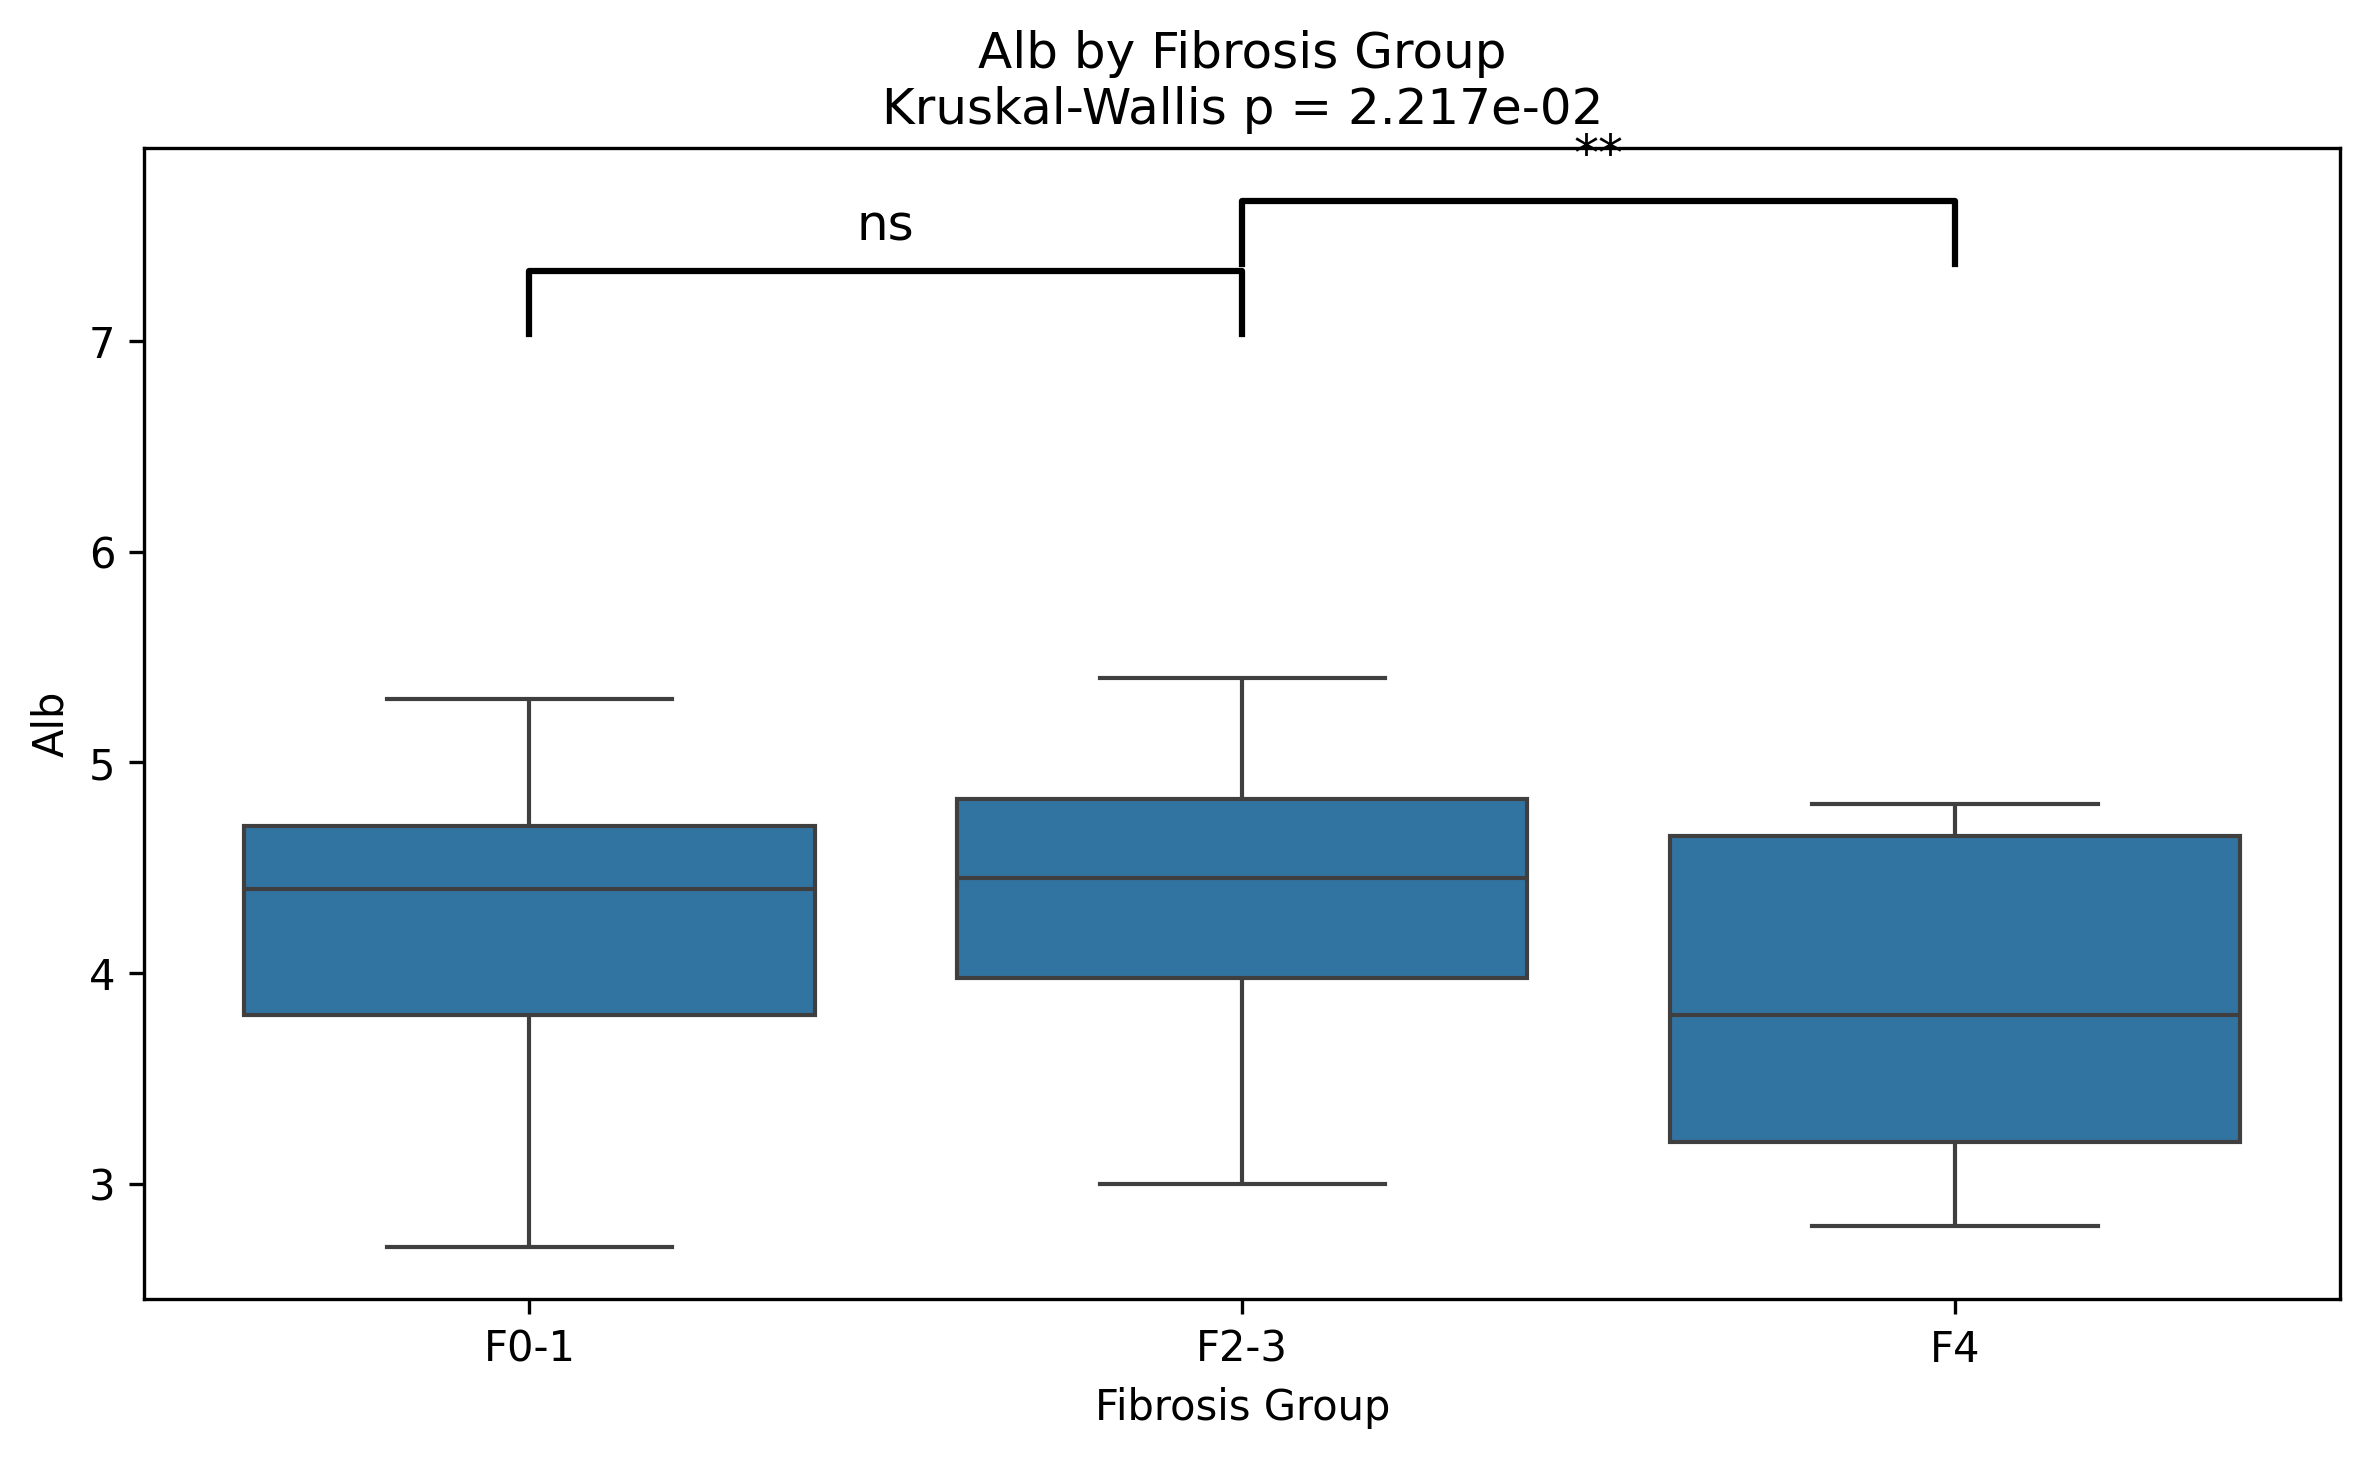 Alb by Fibrosis Group
Kruskal-Wallis p = 2.217e-02
**
ns
7
6
5
4
3
Alb
F0-1
F2-3
F4
Fibrosis Group